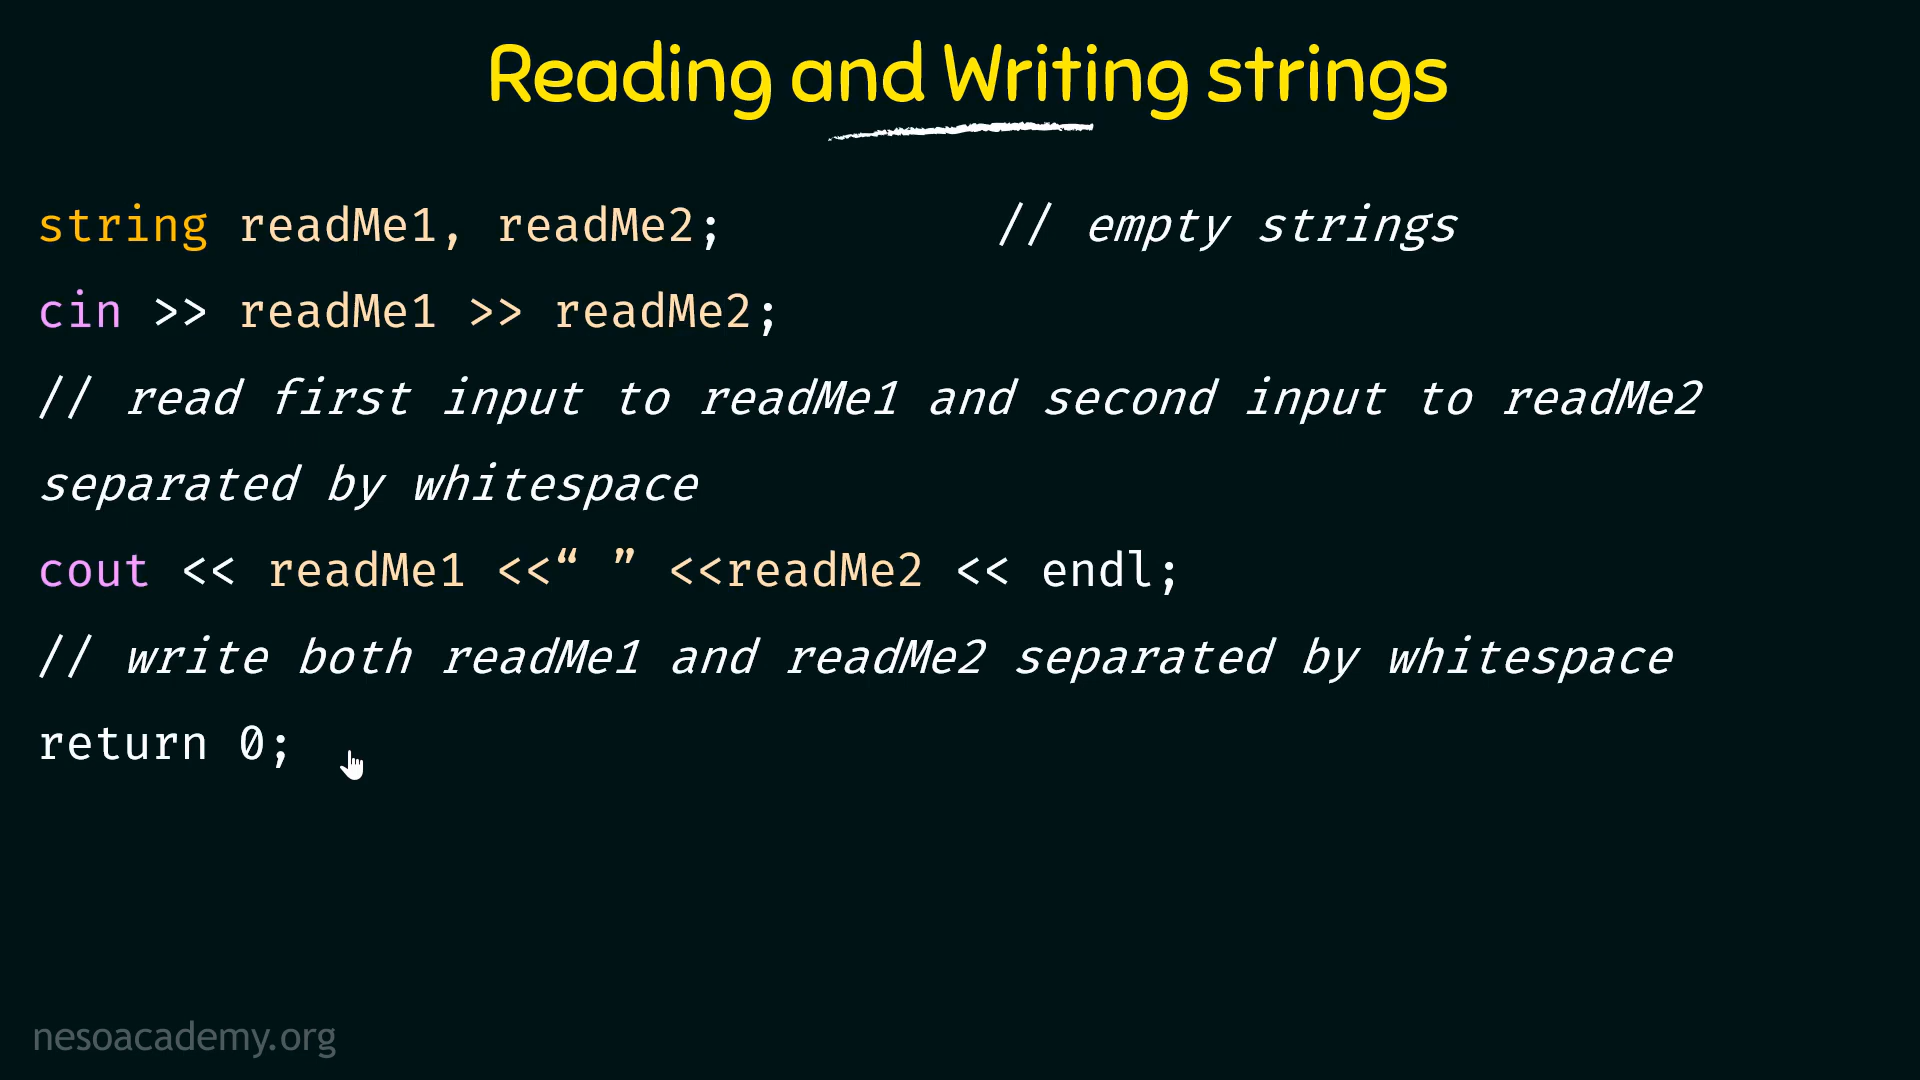 Reading and Writing strings
string readMe1, readMe2; // empty strings
cin >> readMe1 >> readMe2;
// read first input to readMe1 and second input to readMe2
separated by whitespace
cout << readMe1 <<“ ” <<readMe2 << endl;
// write both readMe1 and readMe2 separated by whitespace
return 0;
nesoacademy.org